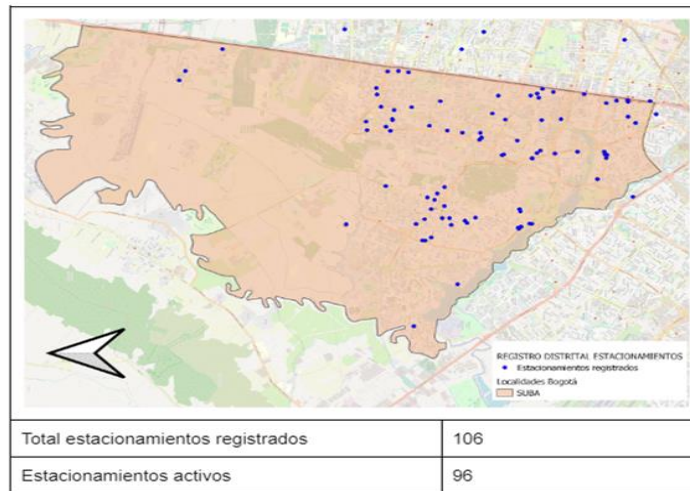 REGISTRO DISTRITAL ESTACIONAMIENTOS
Estacionamientos registrados
Localidades Bogotá
SUBA
Total estacionamientos registrados 106
Estacionamientos activos 96